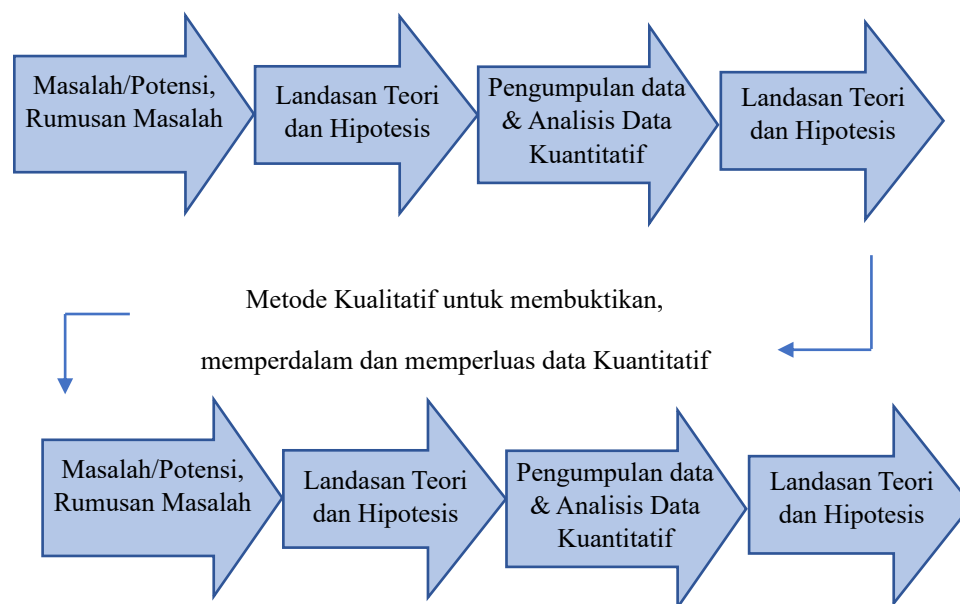 Masalah/Potensi,
Rumusan Masalah
Landasan Teori
dan Hipotesis
Pengumpulan data
& Analisis Data
Kuantitatif
Landasan Teori
dan Hipotesis
Metode Kualitatif untuk membuktikan,
memperdalam dan memperluas data Kuantitatif
Masalah/Potensi,
Rumusan Masalah
Landasan Teori
dan Hipotesis
Pengumpulan data
& Analisis Data
Kuantitatif
Landasan Teori
dan Hipotesis